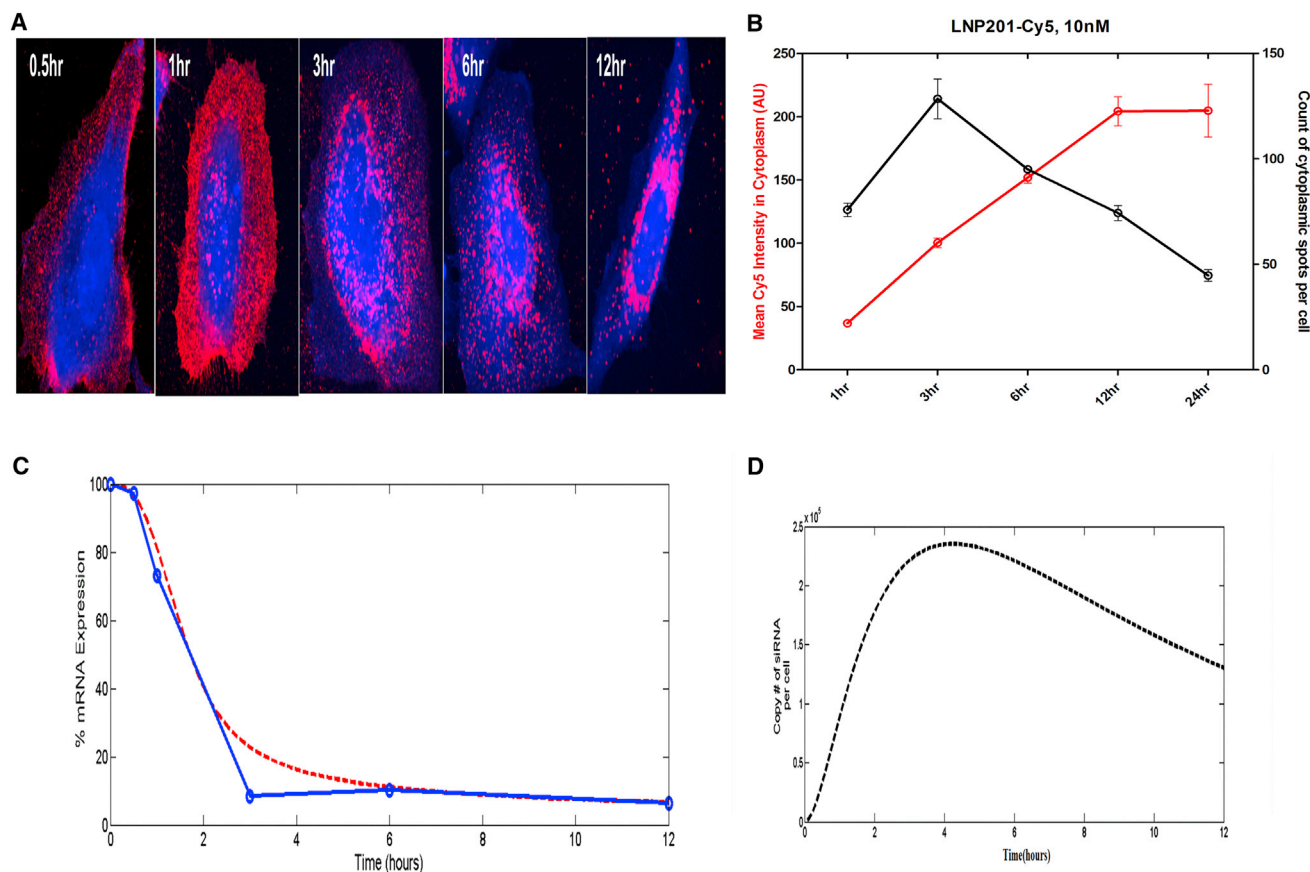 A
0.5hr
1hr
3hr
6hr
12hr
B
LNP201-Cy5, 10nM
Mean Cy5 Intensity in Cytoplasm (AU)
250
200
150
100
50
0
150
100
50
0
Count of cytoplasmic spots per cell
1hr
3hr
6hr
12hr
24hr
C
% mRNA Expression
100
80
60
40
20
0
0
2
4
6
8
10
12
Time (hours)
D
x 10^5
Copy # of siRNA
per cell
2.5
2
1.5
1
0.5
0
0
2
4
6
8
10
12
Time(hours)